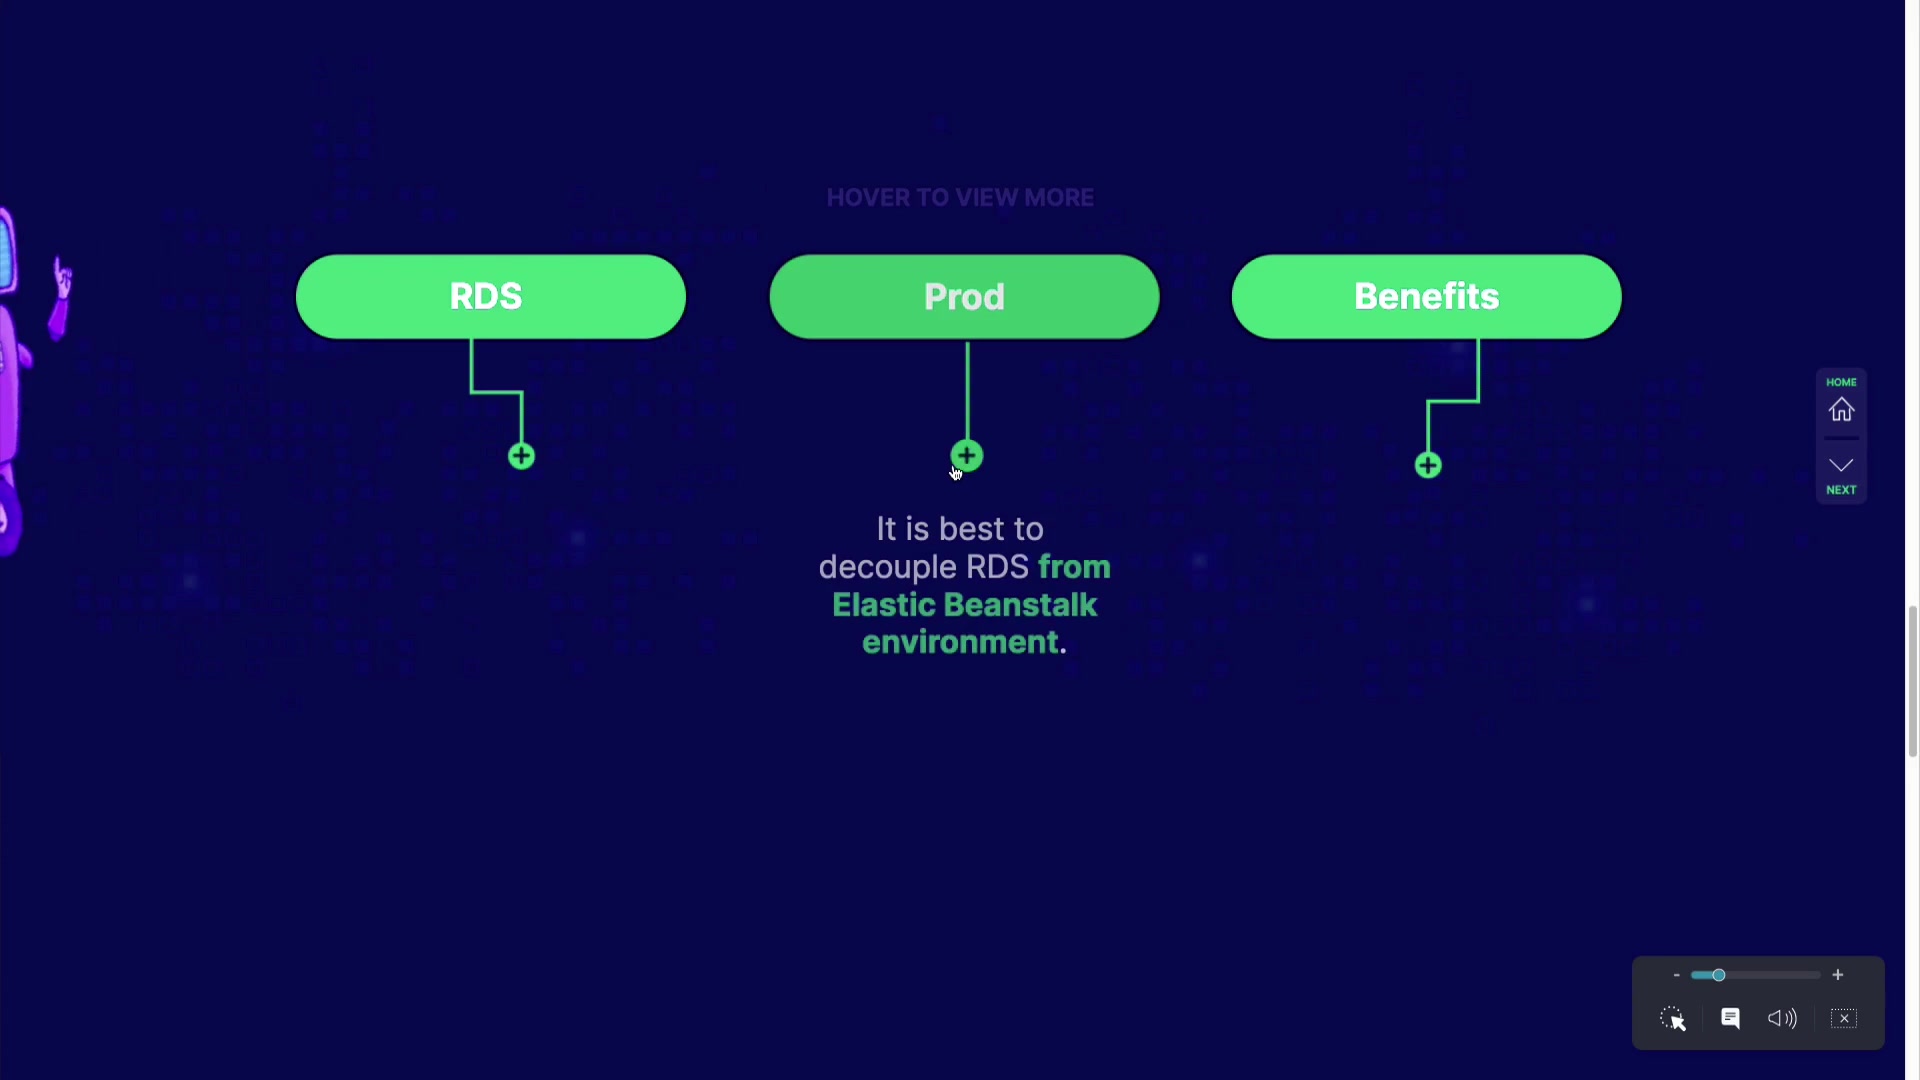 HOVER TO VIEW MORE
RDS
Prod
Benefits
HOME
NEXT
It is best to
decouple RDS from
Elastic Beanstalk
environment.